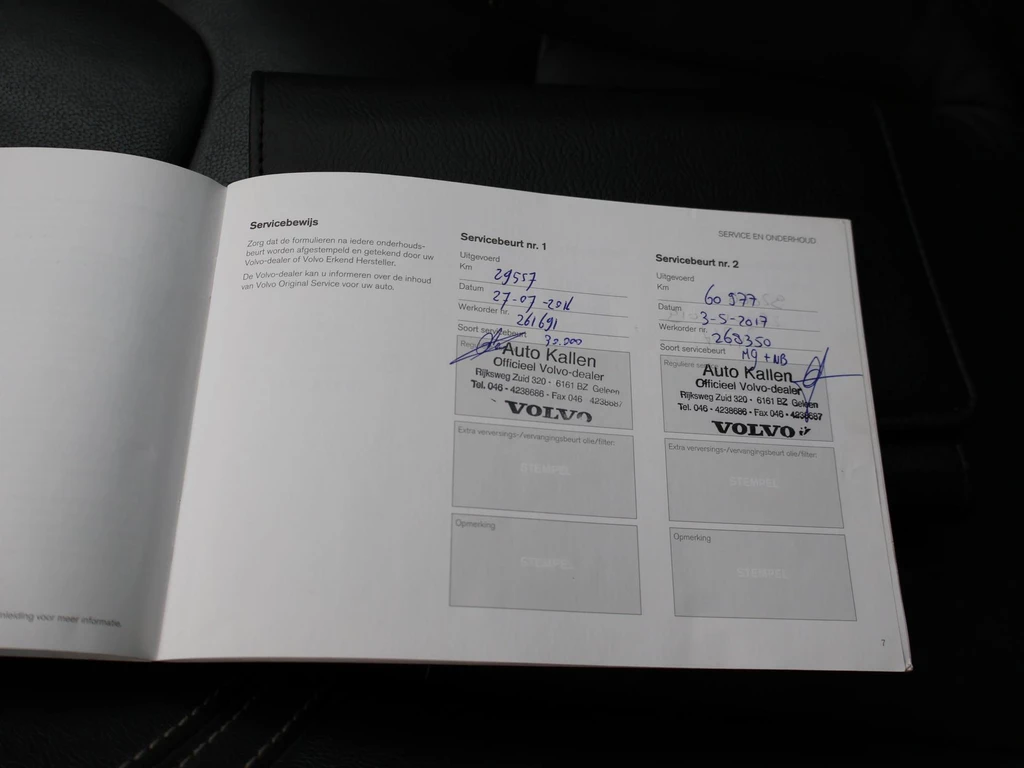 Servicebewijs
Zorg dat de formulieren na iedere onderhouds-
beurt worden afgestempeld en getekend door uw
Volvo-dealer of Volvo Erkend Hersteller.
De Volvo-dealer kan u informeren over de inhoud
van Volvo Original Service voor uw auto.
Servicebeurt nr. 1
Uitgevoerd
Km 29557
Datum 27-07-2016
Werkorder nr. 261691
Soort servicebeurt 30.000
Auto Kallen
Officieel Volvo-dealer
Rijksweg Zuid 320 - 6161 BZ Geleen
Tel. 046 - 4238686 - Fax 046 - 4238687
VOLVO
Extra verversings-/vervangingsbeurt olie/filter:
STEMPEL
Opmerking
STEMPEL
SERVICE EN ONDERHOUD
Servicebeurt nr. 2
Uitgevoerd
Km 60977
Datum 3-5-2017
Werkorder nr. 269350
Soort servicebeurt M9 + NB
Auto Kallen
Officieel Volvo-dealer
Rijksweg Zuid 320 - 6161 BZ Geleen
Tel. 046 - 4238686 - Fax 046 - 4238687
VOLVO
Extra verversings-/vervangingsbeurt olie/filter:
STEMPEL
Opmerking
STEMPEL
7
voor meer informatie.